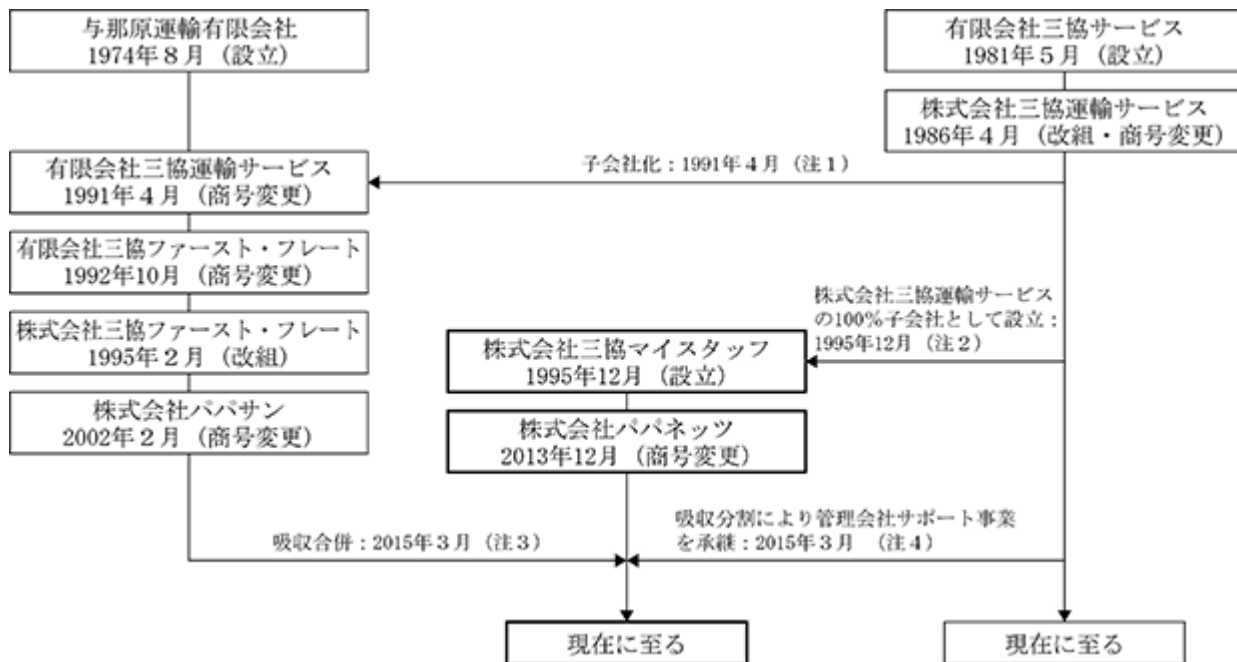 与那原運輸有限会社
1974年8月（設立）
有限会社三協サービス
1981年5月（設立）
株式会社三協運輸サービス
1986年4月（改組・商号変更）
有限会社三協運輸サービス
1991年4月（商号変更）
子会社化：1991年4月（注1）
有限会社三協ファースト・フレート
1992年10月（商号変更）
株式会社三協ファースト・フレート
1995年2月（改組）
株式会社三協運輸サービス
の100％子会社として設立：
1995年12月（注2）
株式会社三協マイスタッフ
1995年12月（設立）
株式会社パパサン
2002年2月（商号変更）
株式会社パパネッツ
2013年12月（商号変更）
吸収合併：2015年3月（注3）
吸収分割により管理会社サポート事業
を承継：2015年3月（注4）
現在に至る
現在に至る